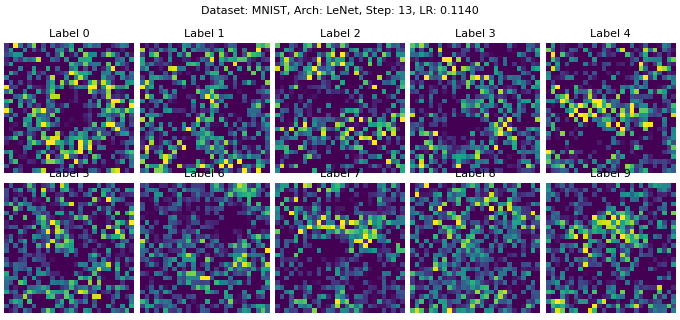 Dataset: MNIST, Arch: LeNet, Step: 13, LR: 0.1140
Label 0 Label 1 Label 2 Label 3 Label 4
Label 5 Label 6 Label 7 Label 8 Label 9